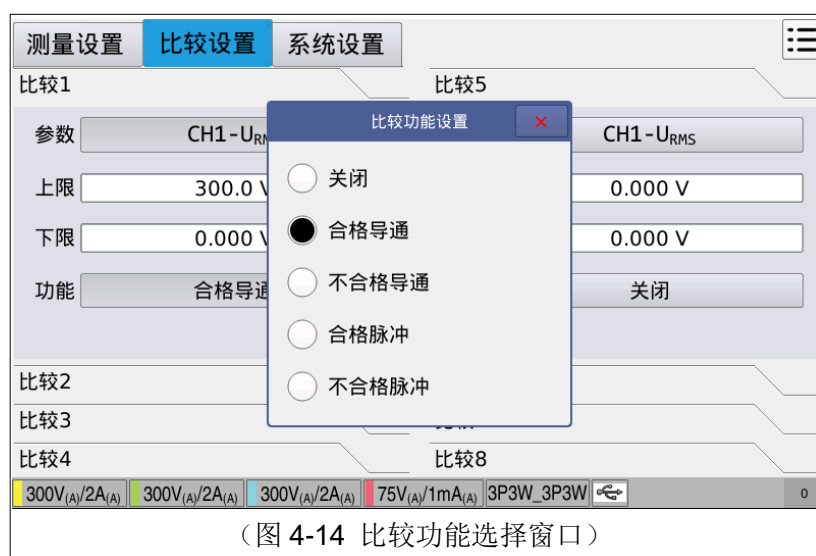 测量设置 比较设置 系统设置
比较1 比较5
比较功能设置
参数 CH1-U CH1-URMS
关闭
上限 300.0 V 0.000 V
合格导通
下限 0.000 V 0.000 V
不合格导通
功能 合格导通 关闭
合格脉冲
不合格脉冲
比较2
比较3
比较4 比较8
300V(A)/2A(A) 300V(A)/2A(A) 300V(A)/2A(A) 75V(A)/1mA(A) 3P3W_3P3W 0
(图 4-14 比较功能选择窗口)